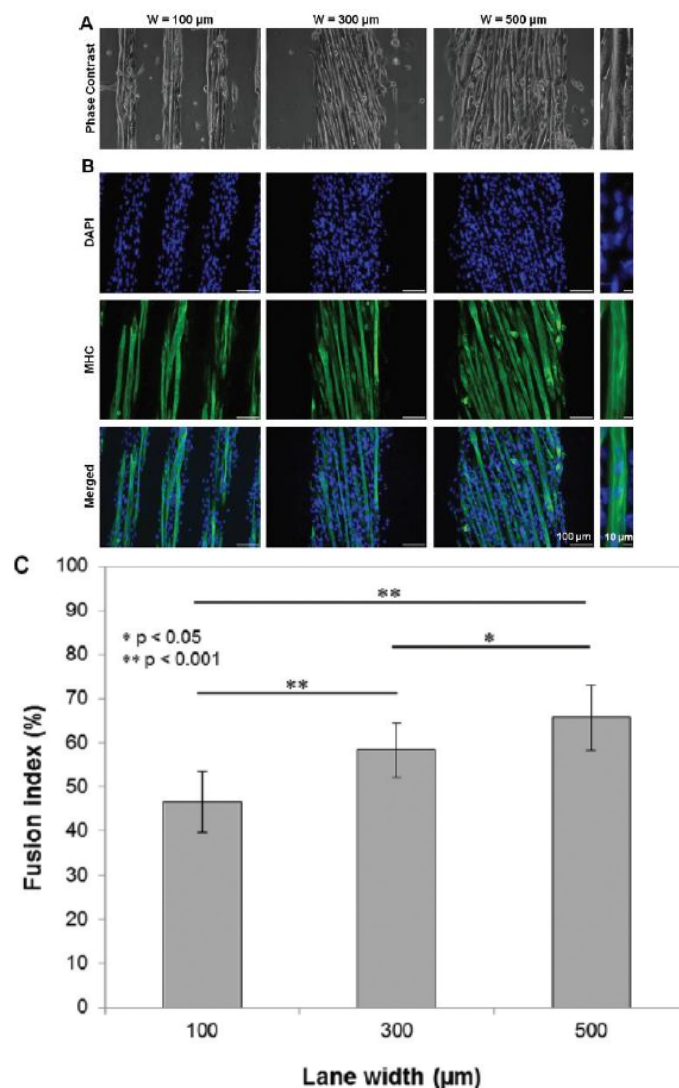 A
W = 100 µm
W = 300 µm
W = 500 µm
Phase Contrast
B
DAPI
MHC
Merged
100 µm
10 µm
C
100
90
80
70
60
50
40
30
20
10
0
Fusion Index (%)
* p < 0.05
** p < 0.001
**
**
*
100
300
500
Lane width (µm)